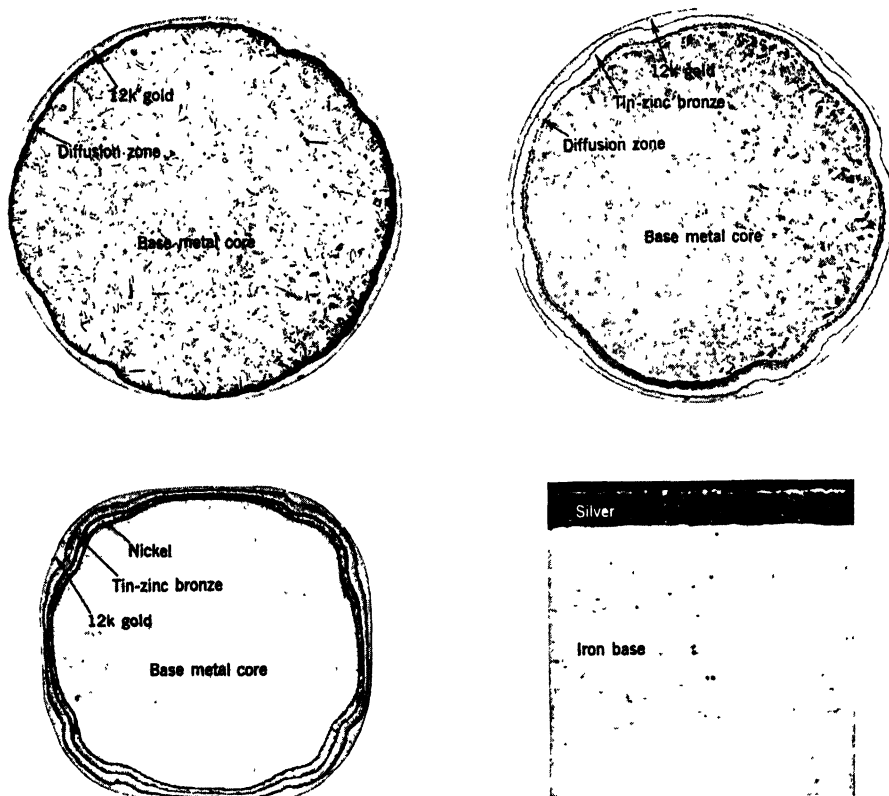 12k gold
Diffusion zone
Base metal core
12k gold
Tin-zinc bronze
Diffusion zone
Base metal core
Nickel
Tin-zinc bronze
12k gold
Base metal core
Silver
Iron base